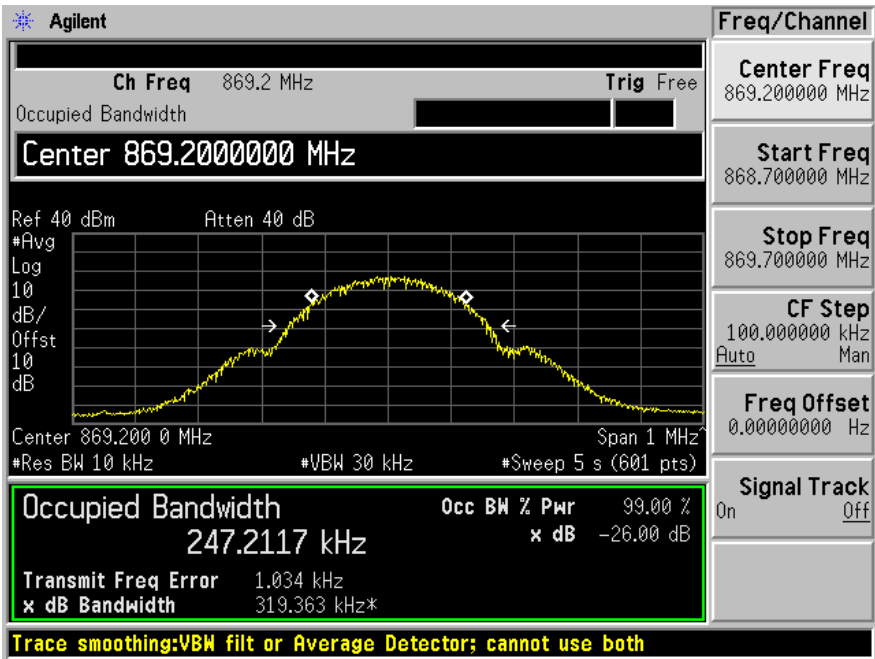 Agilent
Freq/Channel
Ch Freq 869.2 MHz Trig Free
Occupied Bandwidth
Center 869.2000000 MHz
Ref 40 dBm Atten 40 dB
#Avg
Log
10
dB/
Offst
10
dB
Center 869.200 0 MHz Span 1 MHz^
#Res BW 10 kHz #VBW 30 kHz #Sweep 5 s (601 pts)
Occupied Bandwidth
247.2117 kHz
Occ BW % Pwr 99.00 %
x dB -26.00 dB
Transmit Freq Error 1.034 kHz
x dB Bandwidth 319.363 kHz*
Trace smoothing:VBW filt or Average Detector; cannot use both
Center Freq
869.200000 MHz
Start Freq
868.700000 MHz
Stop Freq
869.700000 MHz
CF Step
100.000000 kHz
Auto Man
Freq Offset
0.00000000 Hz
Signal Track
On Off